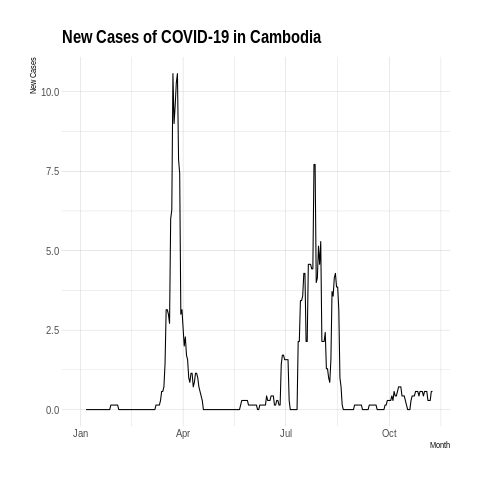 New Cases of COVID-19 in Cambodia
New Cases
10.0
7.5
5.0
2.5
0.0
Jan Apr Jul Oct
Month